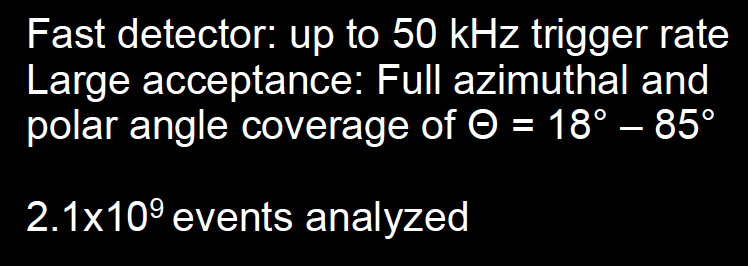 Fast detector: up to 50 kHz trigger rate
Large acceptance: Full azimuthal and
polar angle coverage of Θ = 18° – 85°
2.1x10⁹ events analyzed